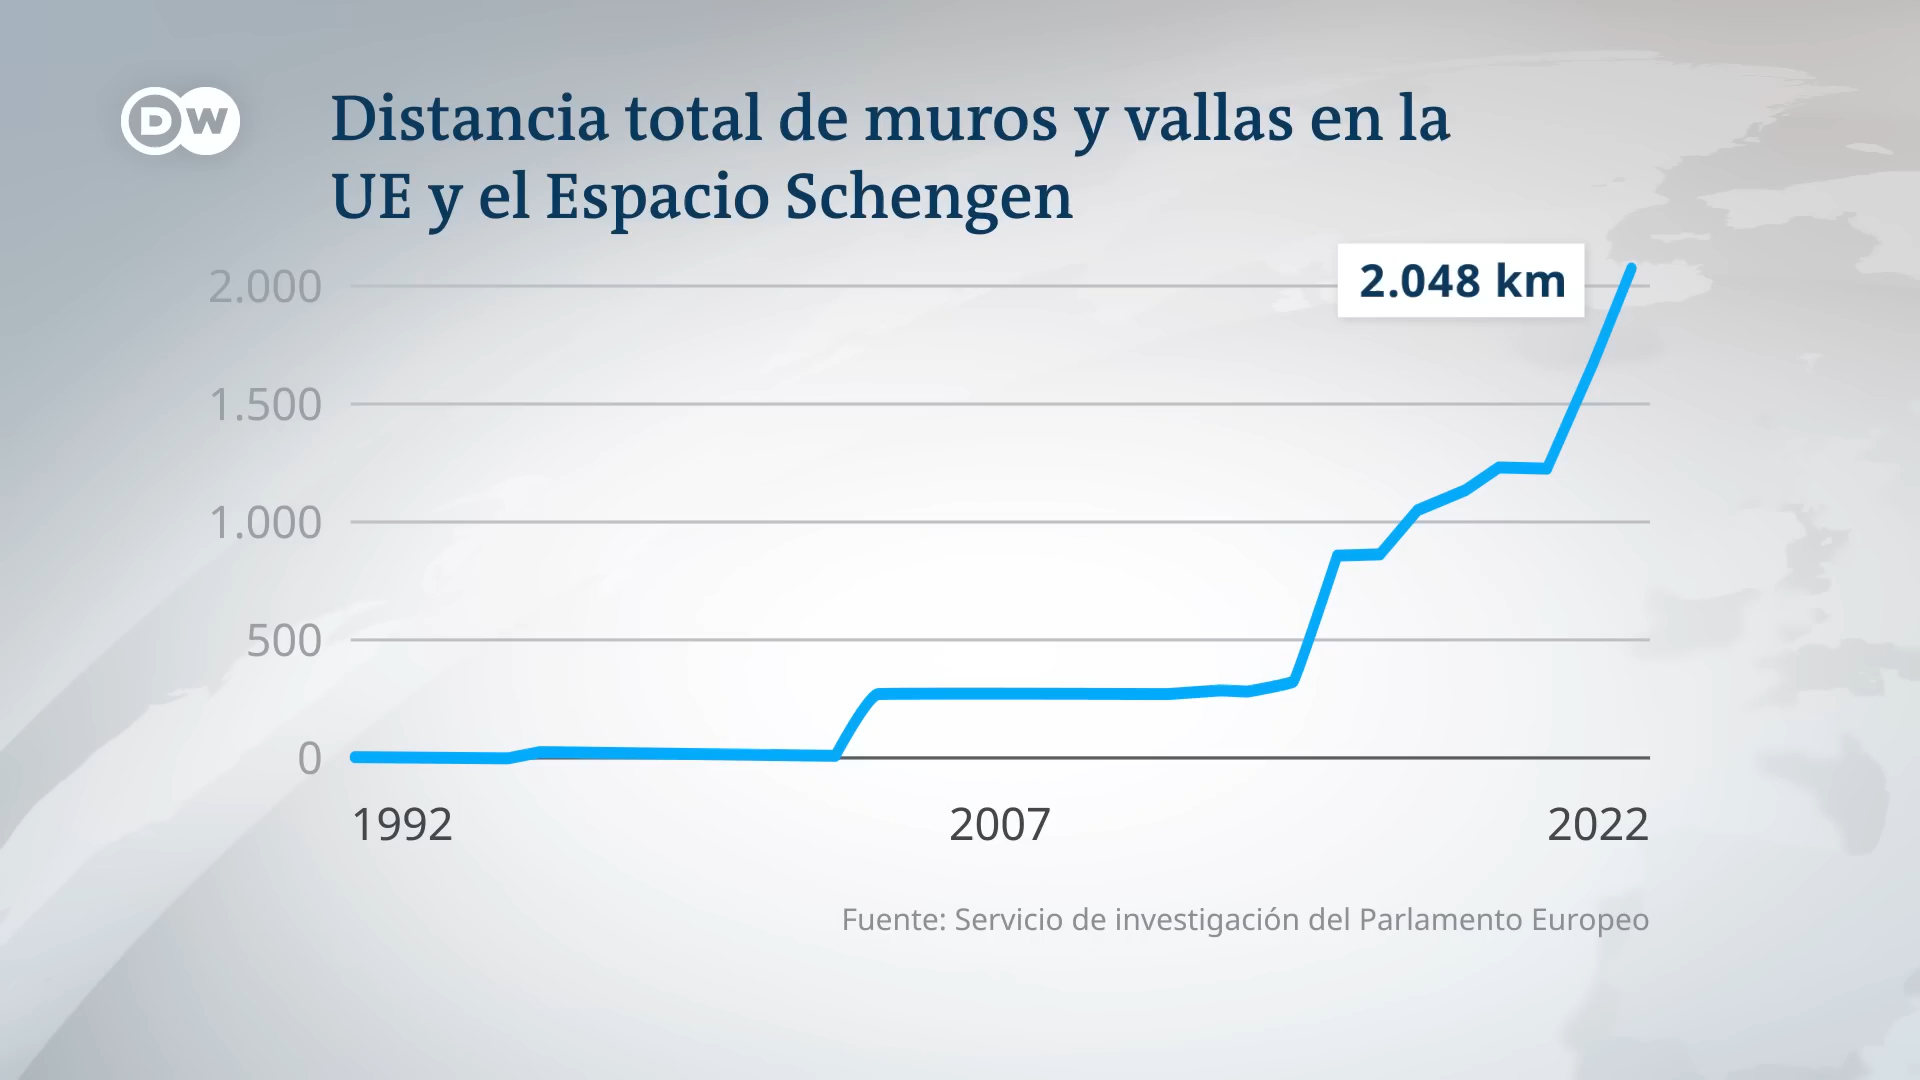 DW
Distancia total de muros y vallas en la
UE y el Espacio Schengen
2.048 km
2.000
1.500
1.000
500
0
1992 2007 2022
Fuente: Servicio de investigación del Parlamento Europeo